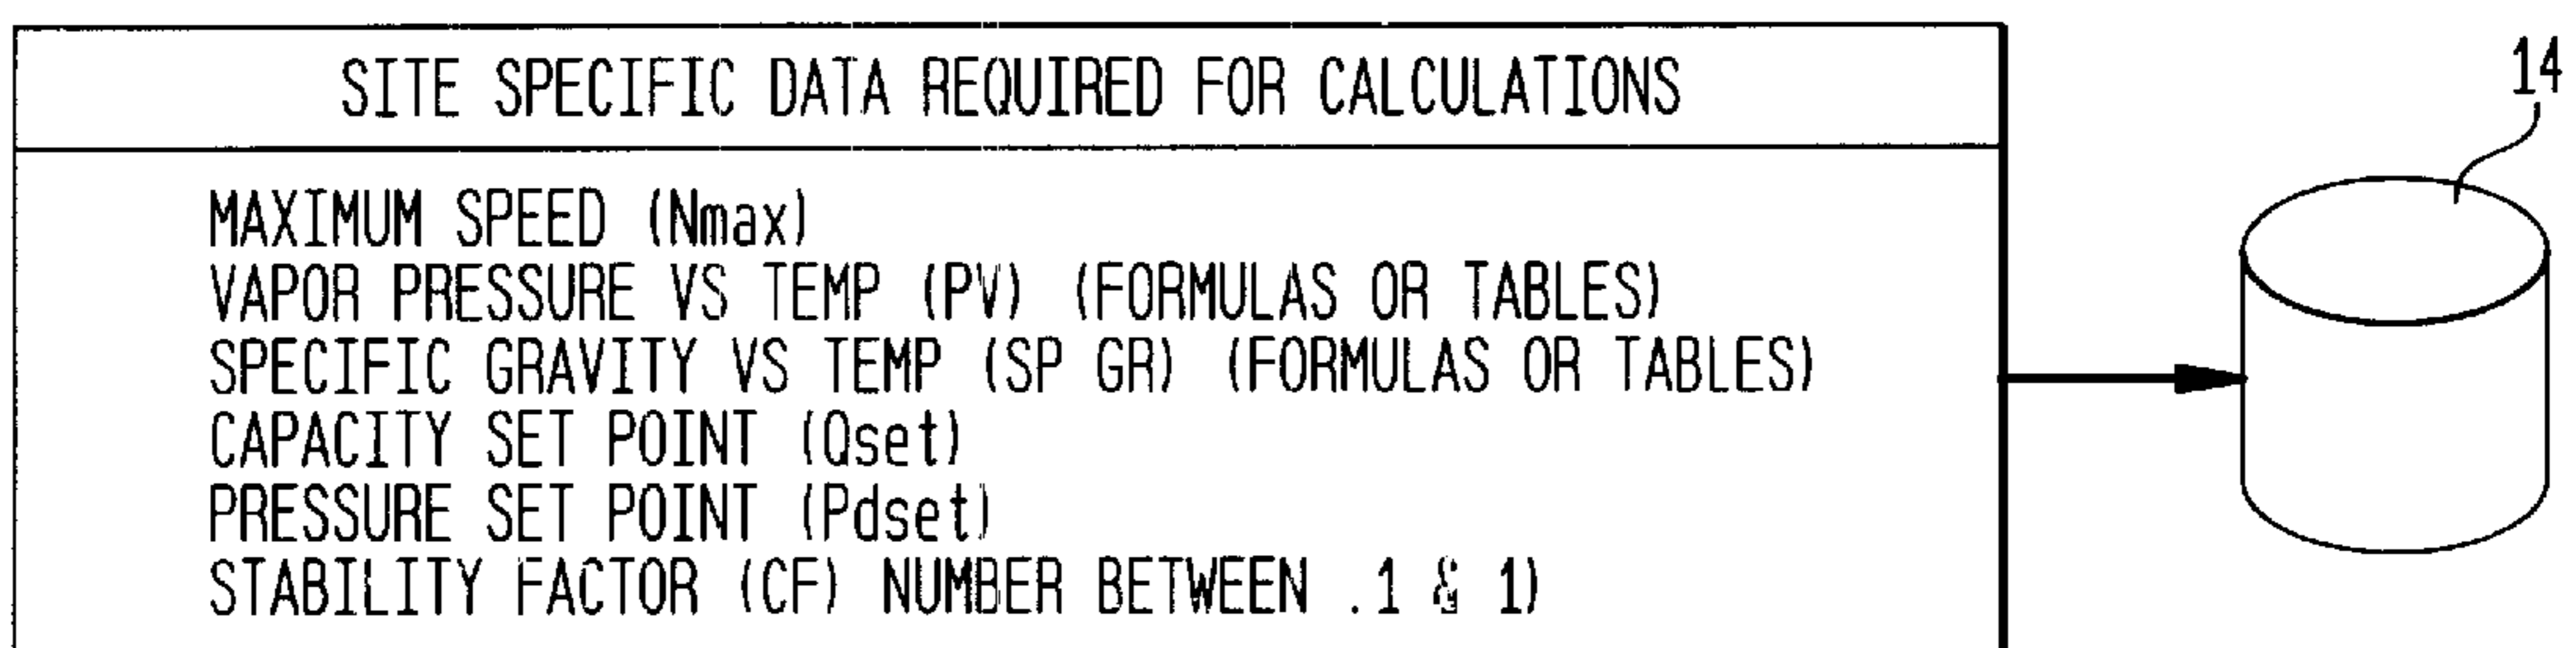 SITE SPECIFIC DATA REQUIRED FOR CALCULATIONS
14
MAXIMUM SPEED (Nmax)
VAPOR PRESSURE VS TEMP (PV) (FORMULAS OR TABLES)
SPECIFIC GRAVITY VS TEMP (SP GR) (FORMULAS OR TABLES)
CAPACITY SET POINT (Qset)
PRESSURE SET POINT (Pdset)
STABILITY FACTOR (CF) NUMBER BETWEEN .1 & 1)